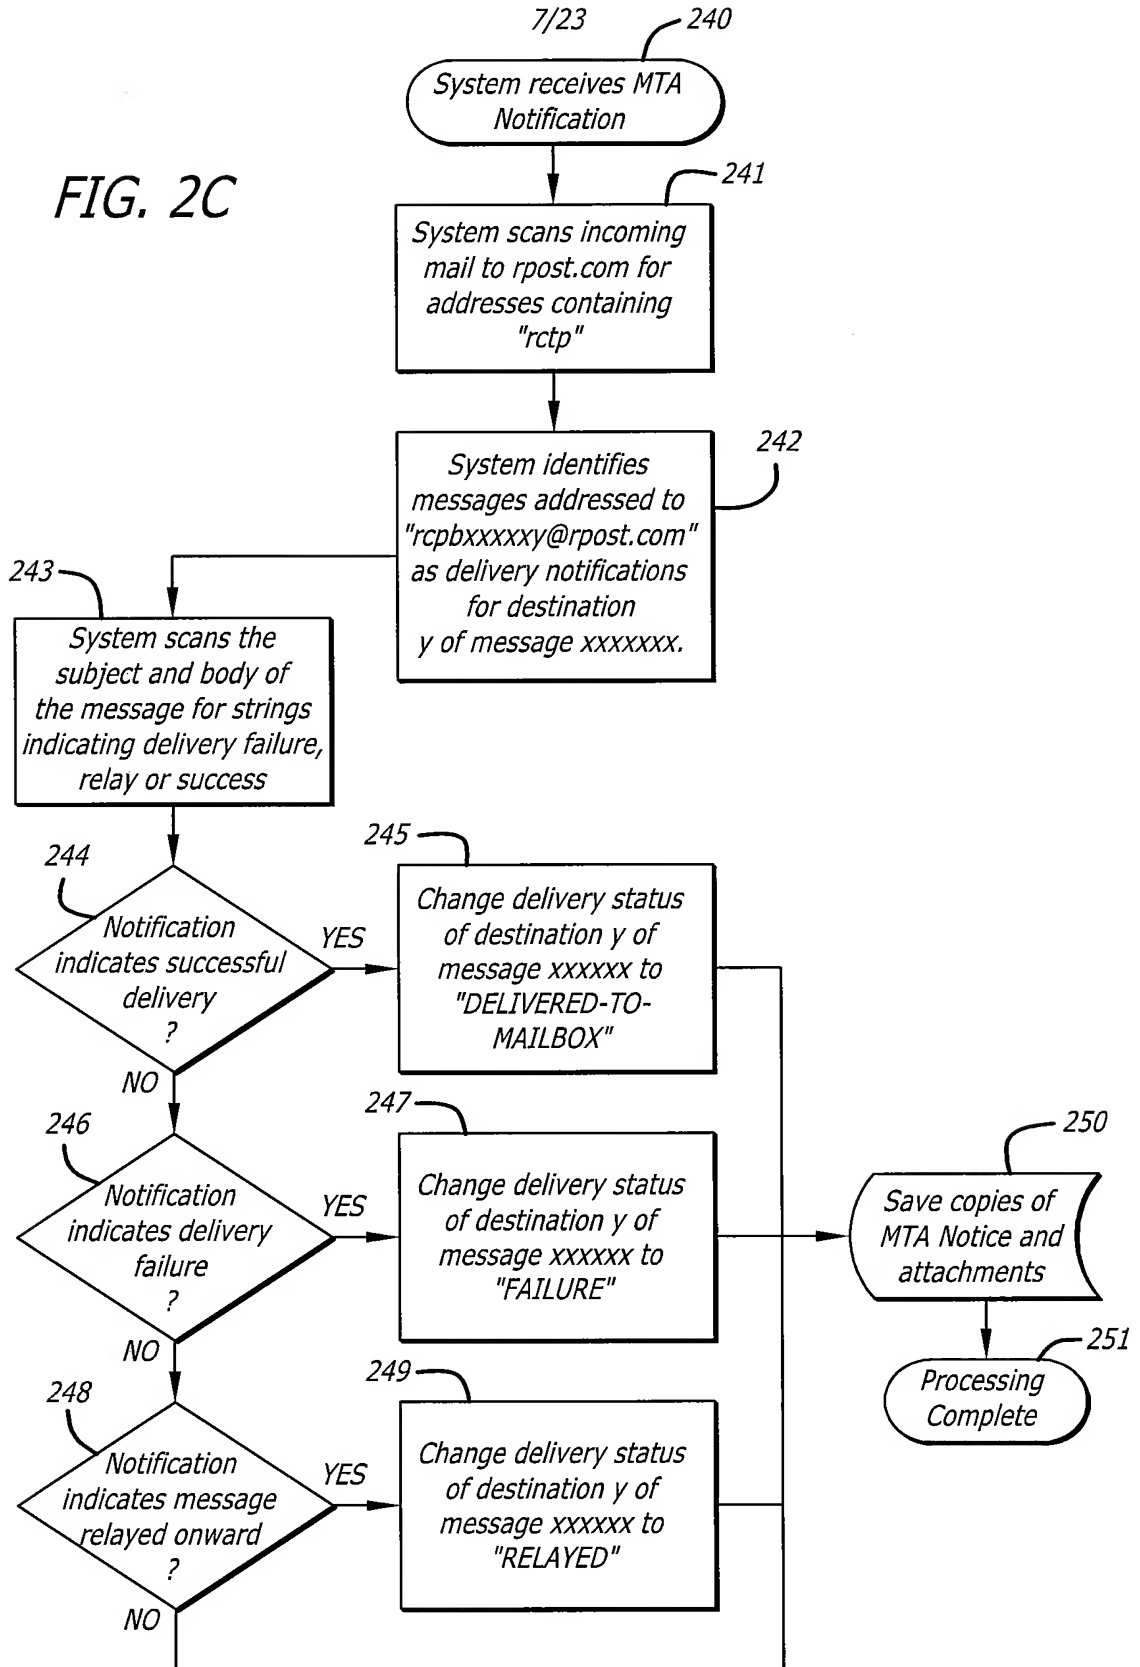 7/23
240
System receives MTA
Notification
FIG. 2C
241
System scans incoming
mail to rpost.com for
addresses containing
"rctp"
242
System identifies
messages addressed to
"rcpbxxxxxy@rpost.com"
as delivery notifications
for destination
y of message xxxxxxx.
243
System scans the
subject and body of
the message for strings
indicating delivery failure,
relay or success
244
Notification
indicates successful
delivery
?
YES
NO
245
Change delivery status
of destination y of
message xxxxxx to
"DELIVERED-TO-
MAILBOX"
246
Notification
indicates delivery
failure
?
YES
NO
247
Change delivery status
of destination y of
message xxxxxx to
"FAILURE"
248
Notification
indicates message
relayed onward
?
YES
NO
249
Change delivery status
of destination y of
message xxxxxx to
"RELAYED"
250
Save copies of
MTA Notice and
attachments
251
Processing
Complete